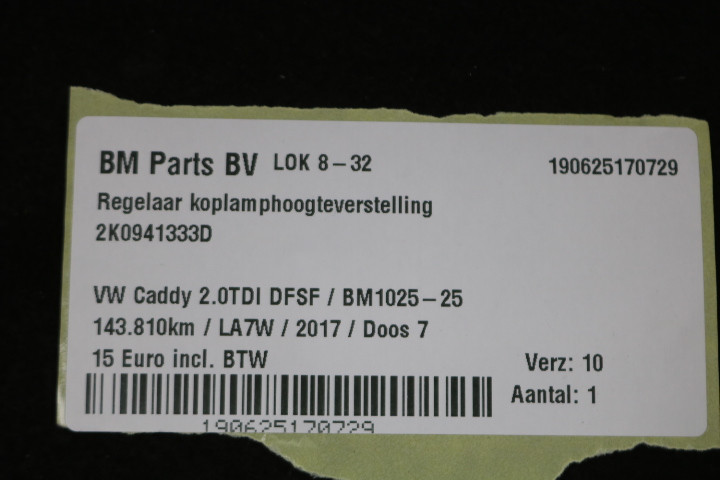 BM Parts BV LOK 8-32 190625170729
Regelaar koplamphoogteverstelling
2K0941333D
VW Caddy 2.0TDI DFSF / BM1025-25
143.810km / LA7W / 2017 / Doos 7
15 Euro incl. BTW Verz: 10
Aantal: 1
190625170729